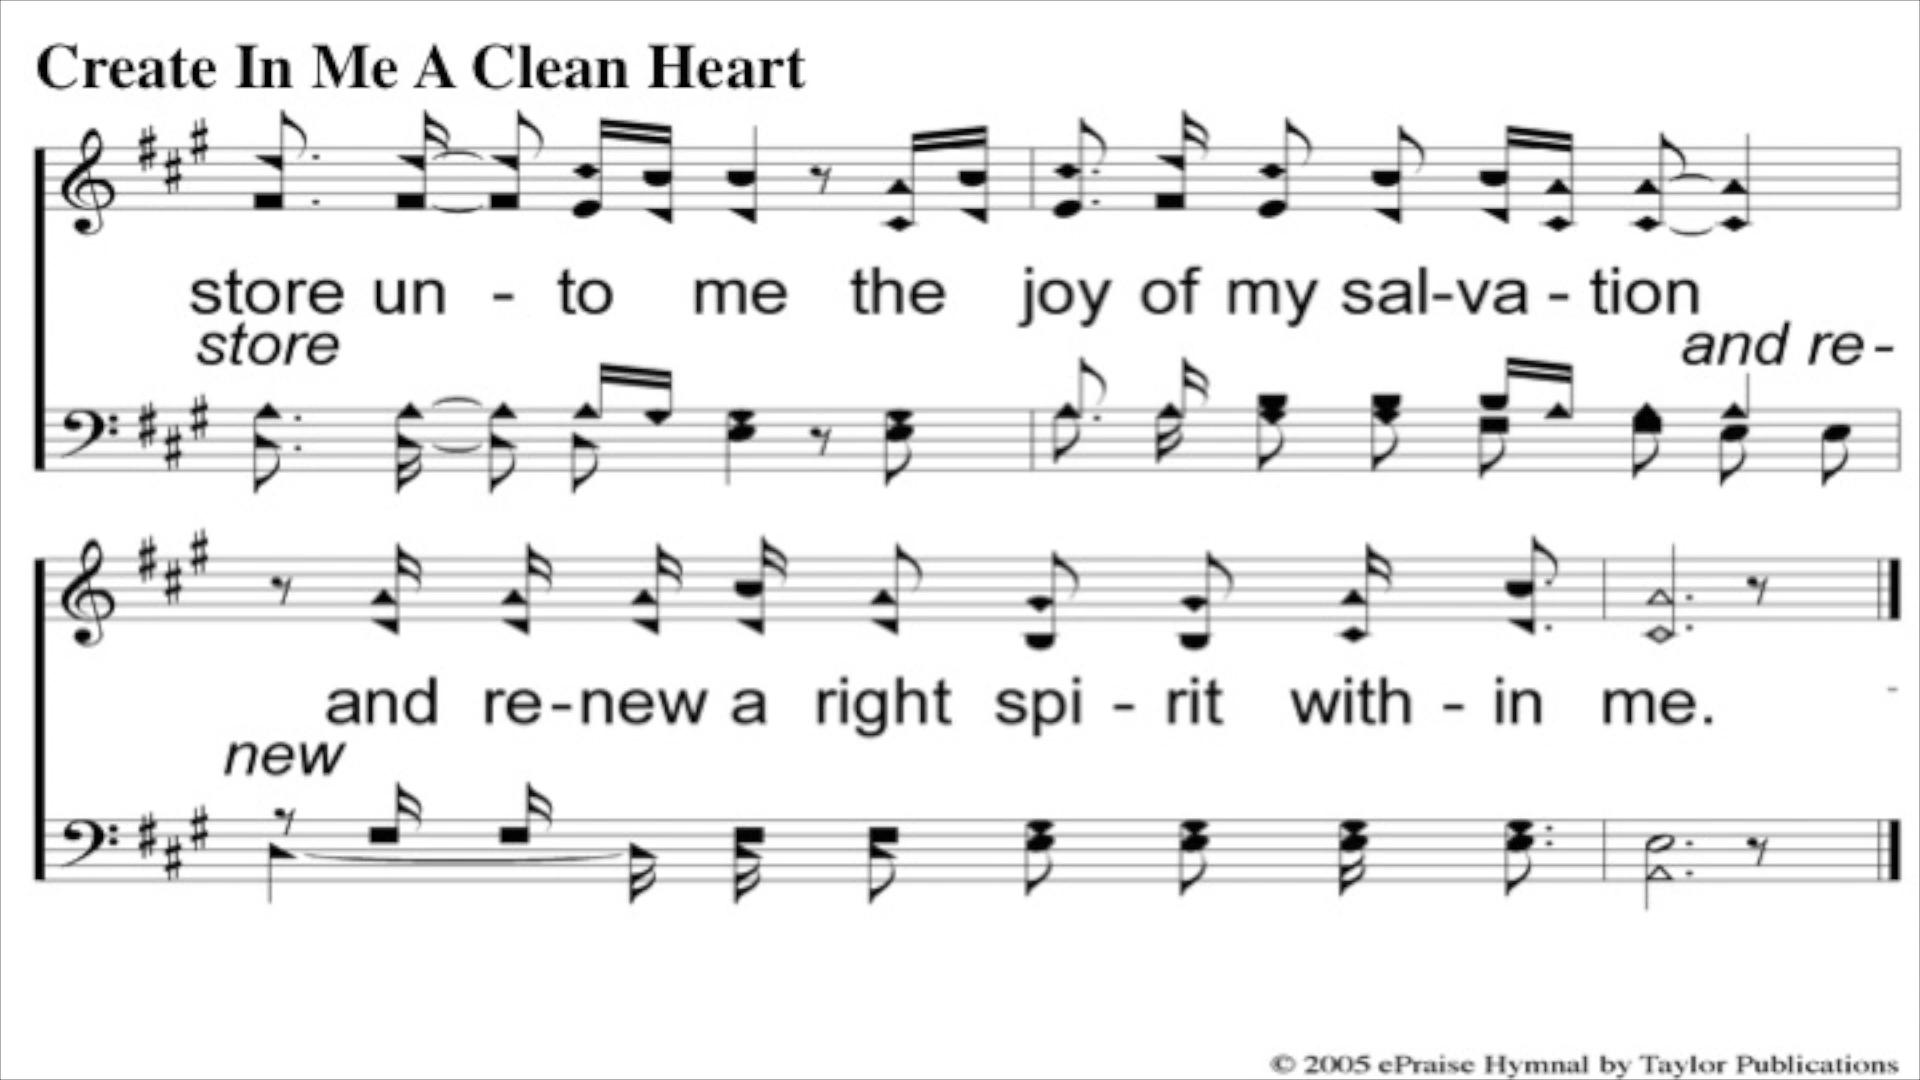 Create In Me A Clean Heart
store un - to me the joy of my sal-va - tion
store and re-
and re-new a right spi - rit with - in me. -
new
© 2005 ePraise Hymnal by Taylor Publications